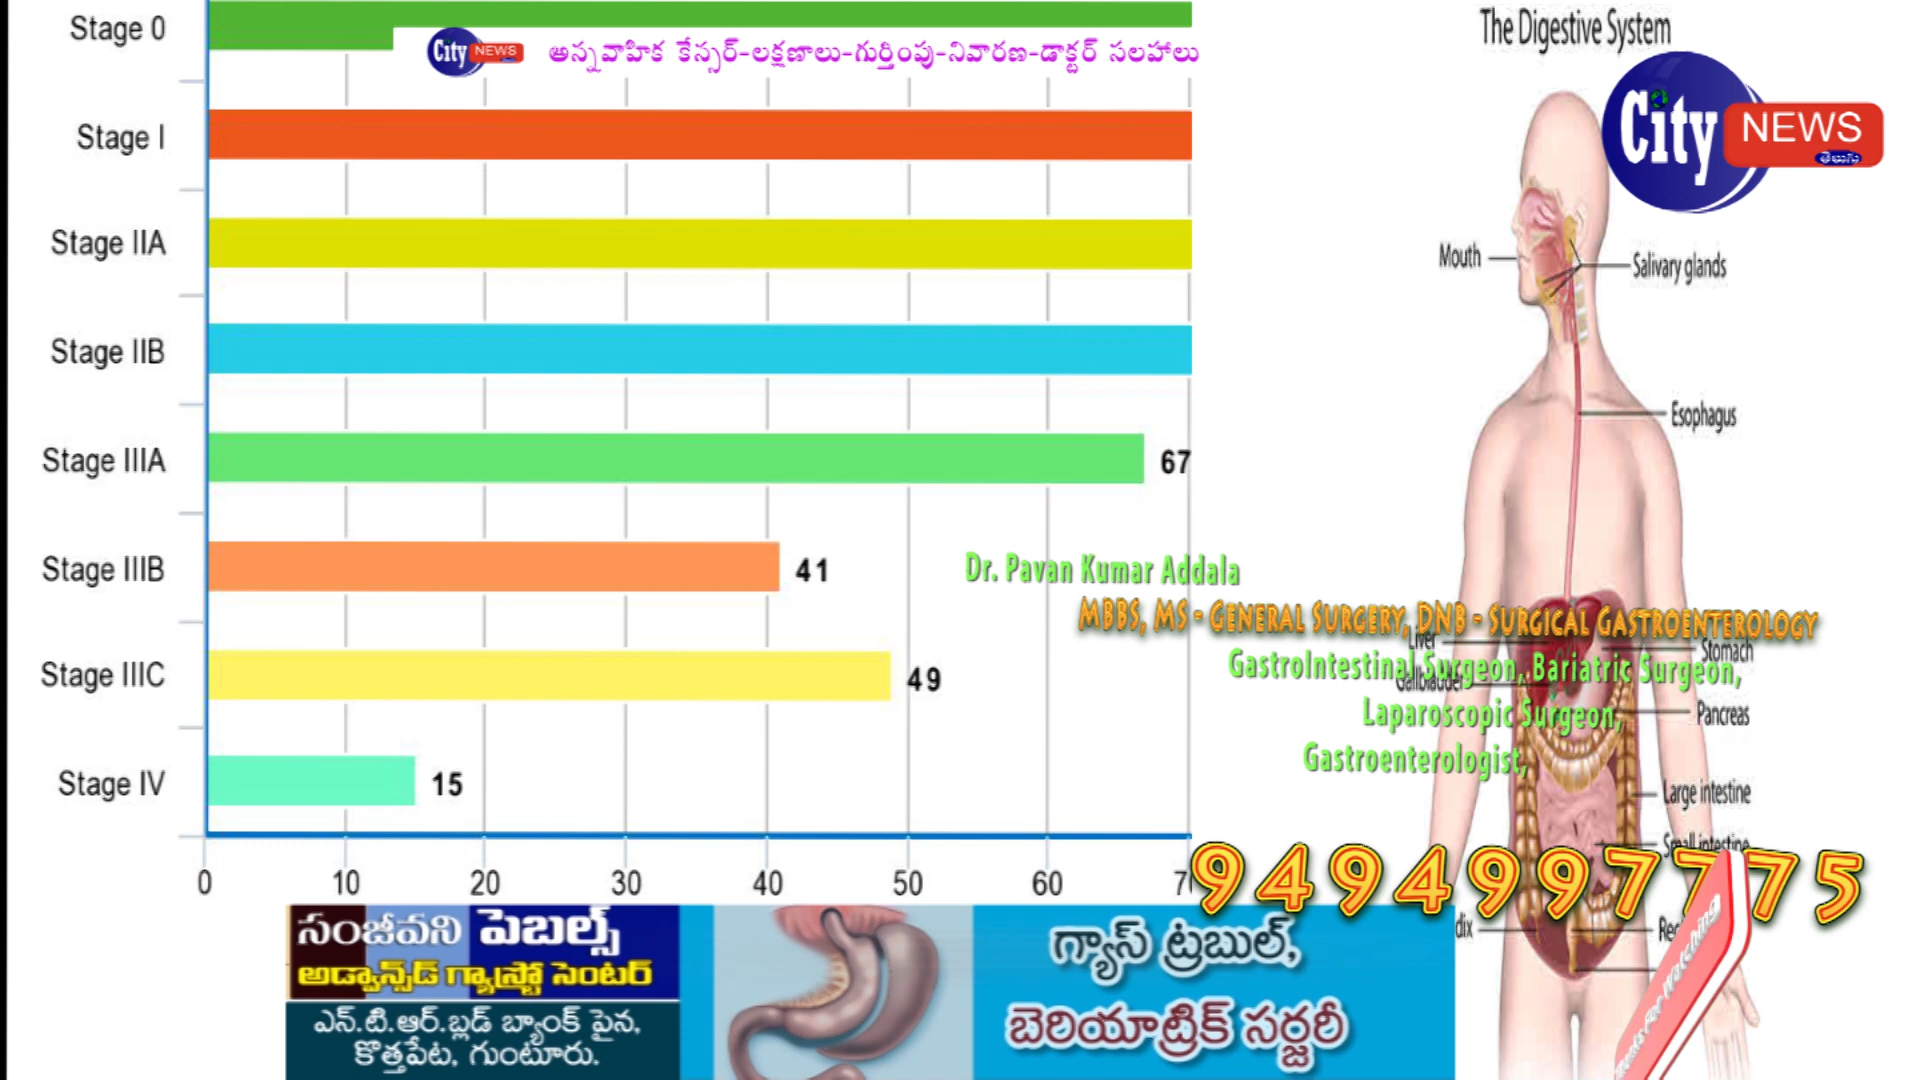 Stage 0
City NEWS
అన్నవాహిక కేన్సర్-లక్షణాలు-గుర్తింపు-నివారణ-డాక్టర్ సలహాలు
Stage I
Stage IIA
Stage IIB
Stage IIIA
67
Stage IIIB
41
Stage IIIC
49
Stage IV
15
0 10 20 30 40 50 60
The Digestive System
City NEWS
తెలుగు
Mouth
Salivary glands
Esophagus
Dr. Pavan Kumar Addala
MBBS, MS - General Surgery, DNB - Surgical Gastroenterology
Liver
Stomach
GastroIntestinal Surgeon, Bariatric Surgeon,
Gallbladder
Laparoscopic Surgeon,
Pancreas
Gastroenterologist,
Large intestine
Small intestine
9494997775
సంజీవని పెబల్స్
అడ్వాన్స్‌డ్ గ్యాస్ట్రో సెంటర్
ఎన్.టి.ఆర్.బ్లడ్ బ్యాంక్ పైన,
కొత్తపేట, గుంటూరు.
గ్యాస్ ట్రబుల్,
బెరియాట్రిక్ సర్జరీ